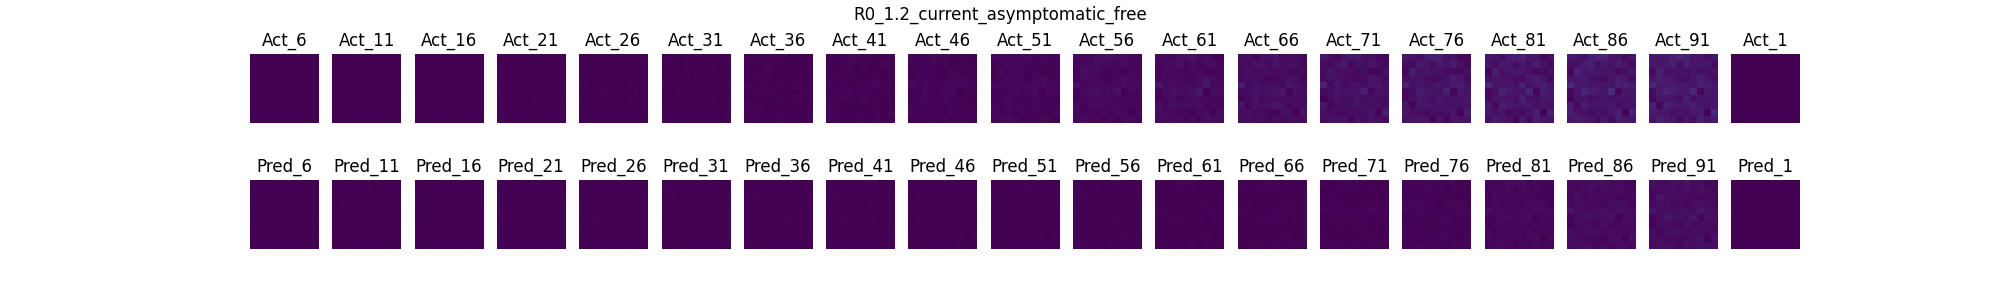 R0_1.2_current_asymptomatic_free
Act_6 Act_11 Act_16 Act_21 Act_26 Act_31 Act_36 Act_41 Act_46 Act_51 Act_56 Act_61 Act_66 Act_71 Act_76 Act_81 Act_86 Act_91 Act_1
Pred_6 Pred_11 Pred_16 Pred_21 Pred_26 Pred_31 Pred_36 Pred_41 Pred_46 Pred_51 Pred_56 Pred_61 Pred_66 Pred_71 Pred_76 Pred_81 Pred_86 Pred_91 Pred_1